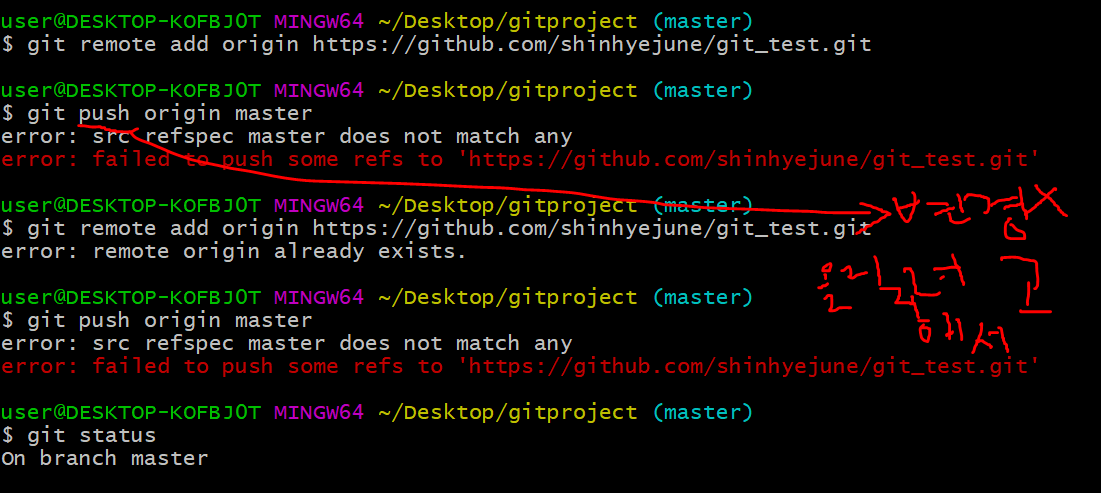 user@DESKTOP-KOFBJ0T MINGW64 ~/Desktop/gitproject (master)
$ git remote add origin https://github.com/shinhyejune/git_test.git
user@DESKTOP-KOFBJ0T MINGW64 ~/Desktop/gitproject (master)
$ git push origin master
error: src refspec master does not match any
error: failed to push some refs to 'https://github.com/shinhyejune/git_test.git'
user@DESKTOP-KOFBJ0T MINGW64 ~/Desktop/gitproject (master)
$ git remote add origin https://github.com/shinhyejune/git_test.git
error: remote origin already exists.
user@DESKTOP-KOFBJ0T MINGW64 ~/Desktop/gitproject (master)
$ git push origin master
error: src refspec master does not match any
error: failed to push some refs to 'https://github.com/shinhyejune/git_test.git'
user@DESKTOP-KOFBJ0T MINGW64 ~/Desktop/gitproject (master)
$ git status
On branch master